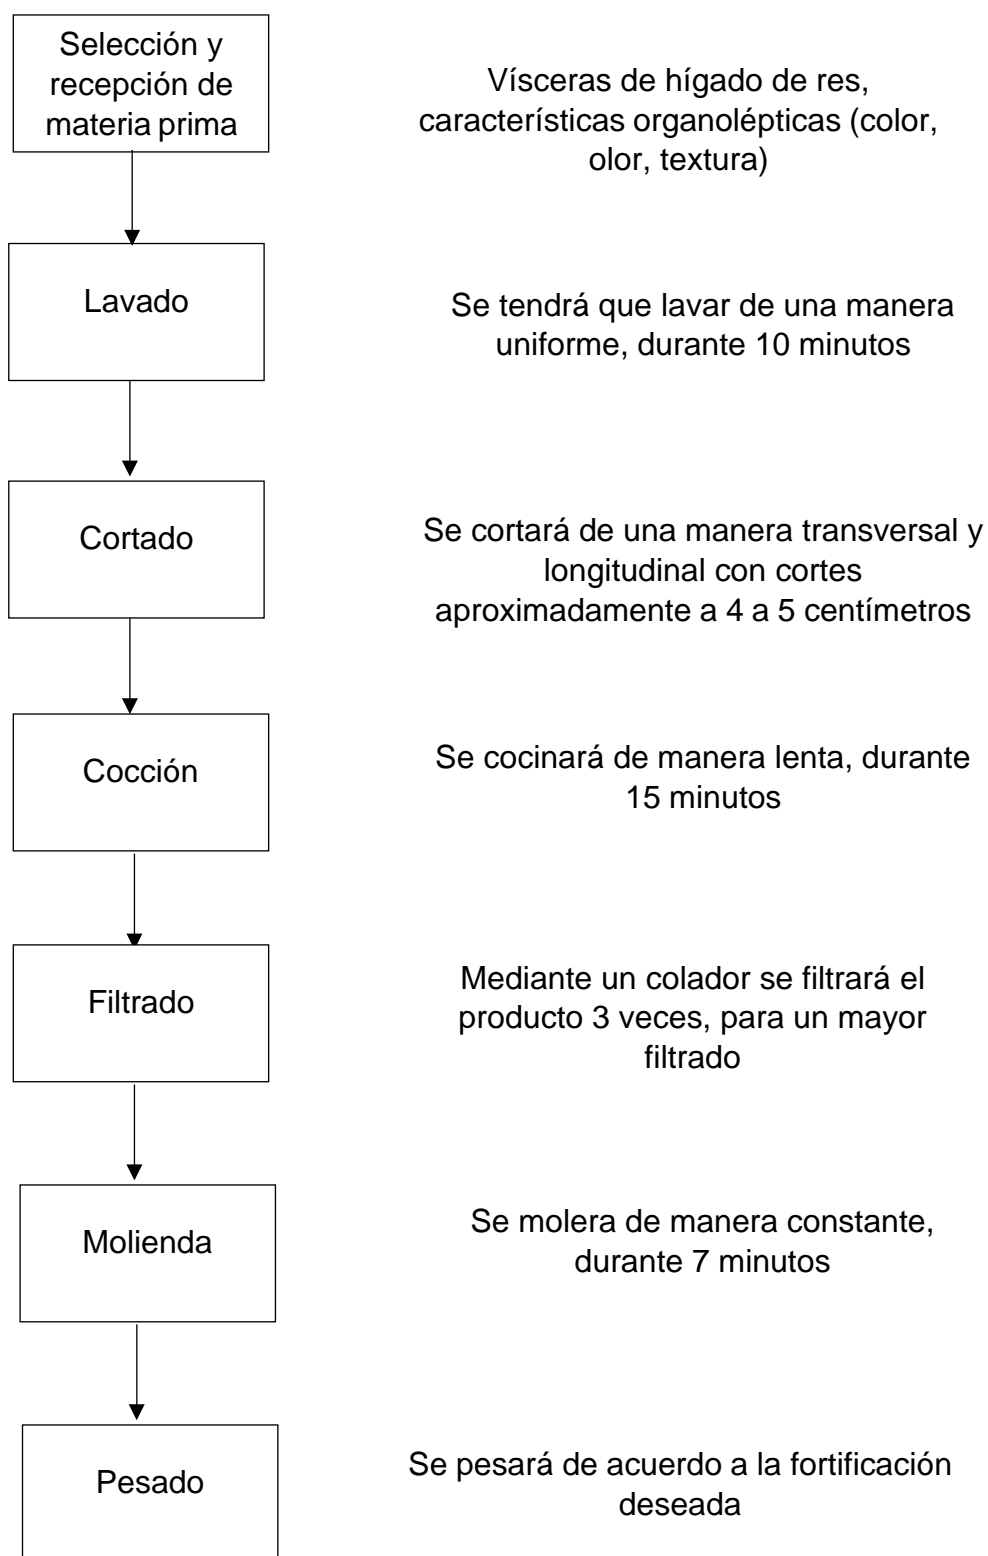 Selección y
recepción de
materia prima
Vísceras de hígado de res,
características organolépticas (color,
olor, textura)
Lavado
Se tendrá que lavar de una manera
uniforme, durante 10 minutos
Cortado
Se cortará de una manera transversal y
longitudinal con cortes
aproximadamente a 4 a 5 centímetros
Cocción
Se cocinará de manera lenta, durante
15 minutos
Filtrado
Mediante un colador se filtrará el
producto 3 veces, para un mayor
filtrado
Molienda
Se molera de manera constante,
durante 7 minutos
Pesado
Se pesará de acuerdo a la fortificación
deseada